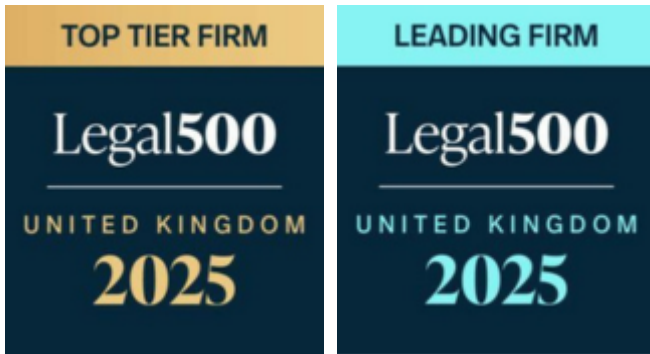 TOP TIER FIRM
Legal500
UNITED KINGDOM
2025
LEADING FIRM
Legal500
UNITED KINGDOM
2025